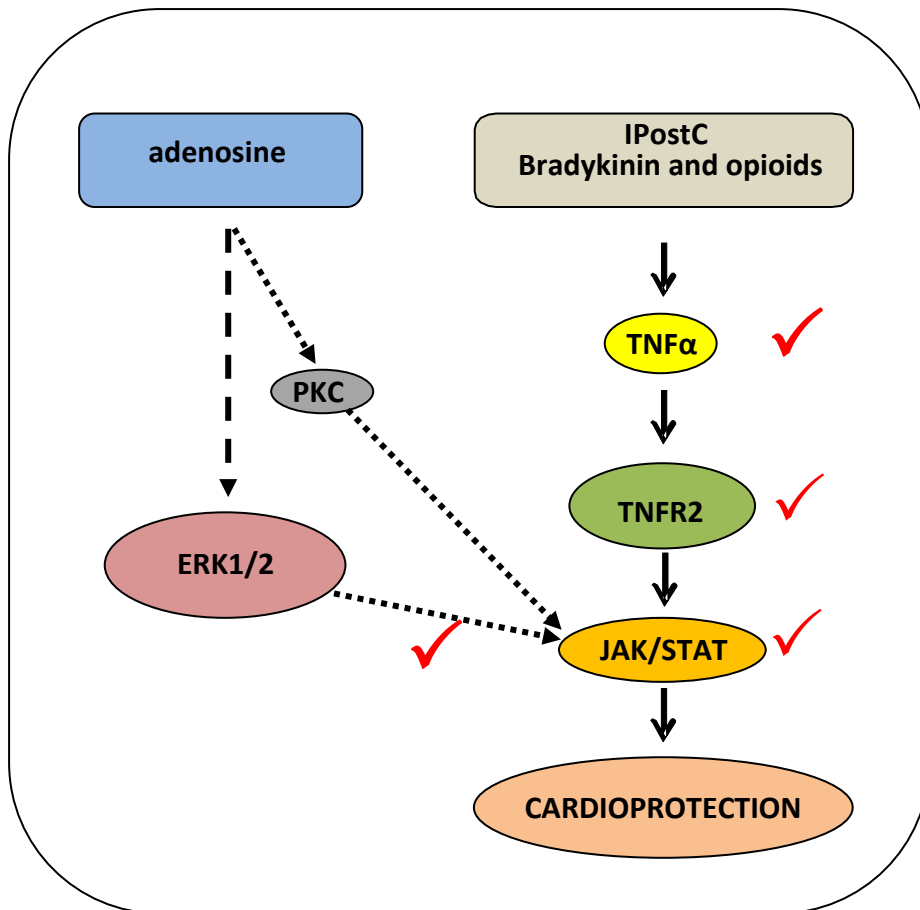 adenosine
IPostC
Bradykinin and opioids
TNFα
PKC
TNFR2
ERK1/2
JAK/STAT
CARDIOPROTECTION